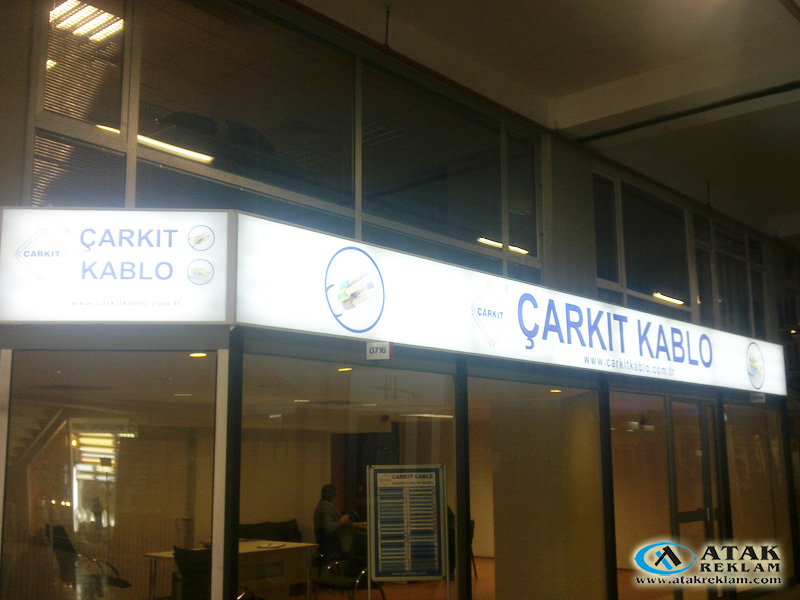 ÇARKIT
ÇARKIT
KABLO
www.carkitkablo.com.tr
ÇARKIT
ÇARKIT KABLO
www.carkitkablo.com.tr
0716
ÇARKIT CABLE
ATAK
REKLAM
www.atakreklam.com